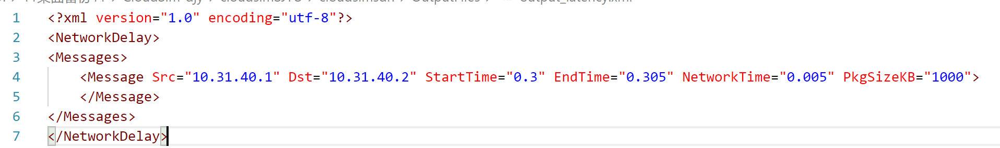 1 <?xml version="1.0" encoding="utf-8"?>
2 <NetworkDelay>
3 <Messages>
4 <Message Src="10.31.40.1" Dst="10.31.40.2" StartTime="0.3" EndTime="0.305" NetworkTime="0.005" PkgSizeKB="1000">
5 </Message>
6 </Messages>
7 </NetworkDelay>